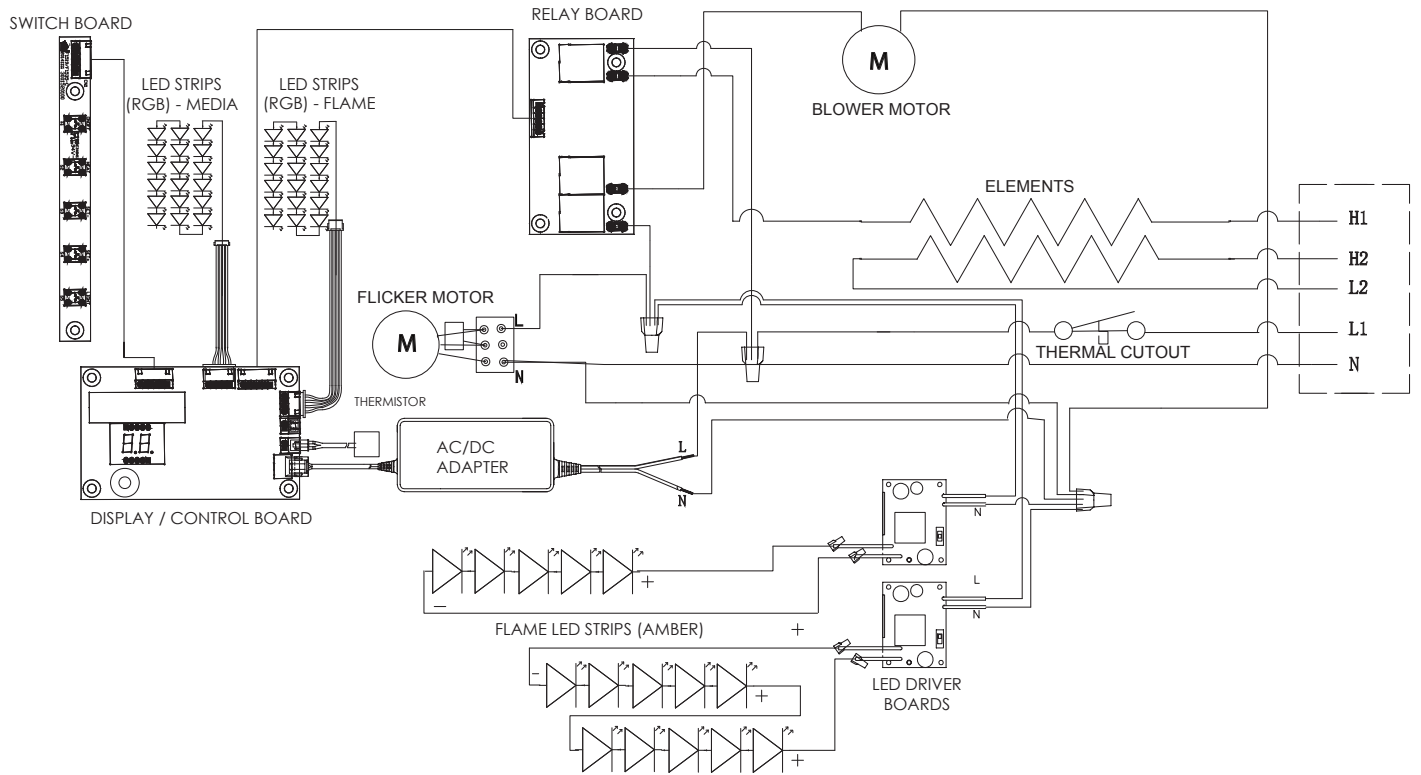 SWITCH BOARD
RELAY BOARD
LED STRIPS
(RGB) - MEDIA
LED STRIPS
(RGB) - FLAME
M
BLOWER MOTOR
ELEMENTS
H1
H2
L2
L1
N
THERMAL CUTOUT
FLICKER MOTOR
M
L
N
THERMISTOR
AC/DC
ADAPTER
L
N
DISPLAY / CONTROL BOARD
N
+
−
L
N
FLAME LED STRIPS (AMBER)
+
-
+
+
LED DRIVER
BOARDS